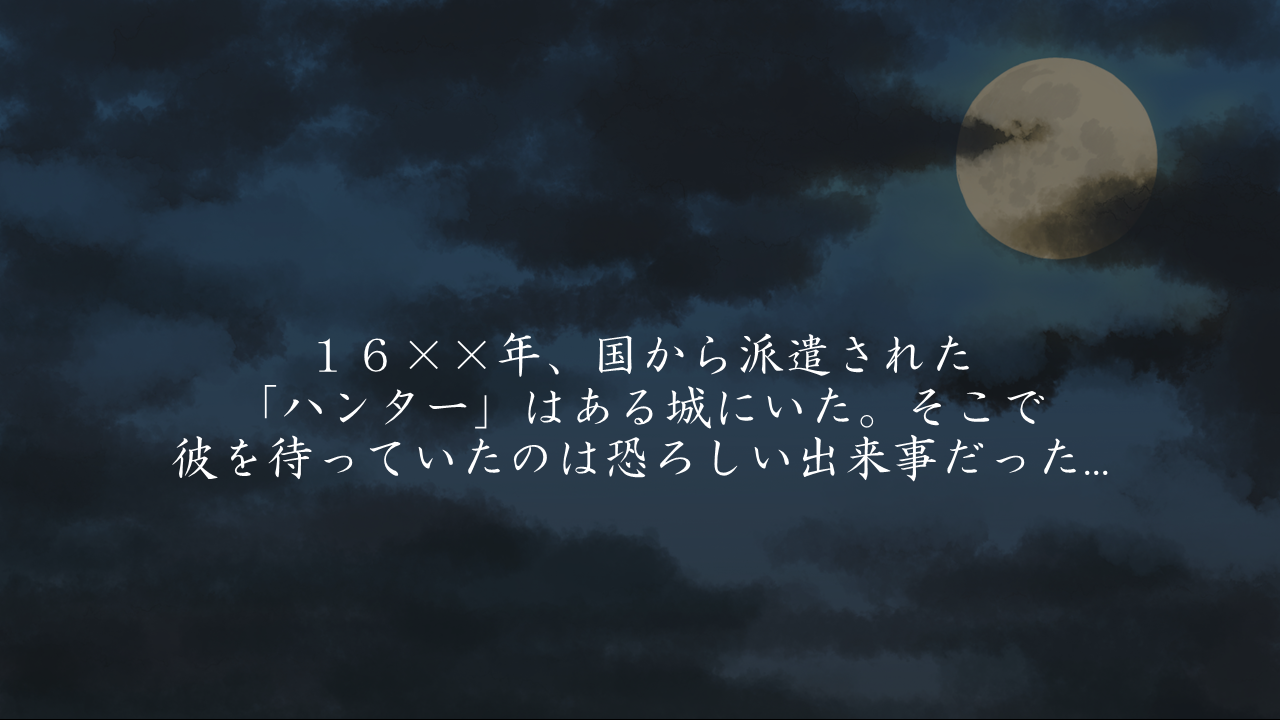 １６××年、国から派遣された
「ハンター」はある城にいた。そこで
彼を待っていたのは恐ろしい出来事だった...